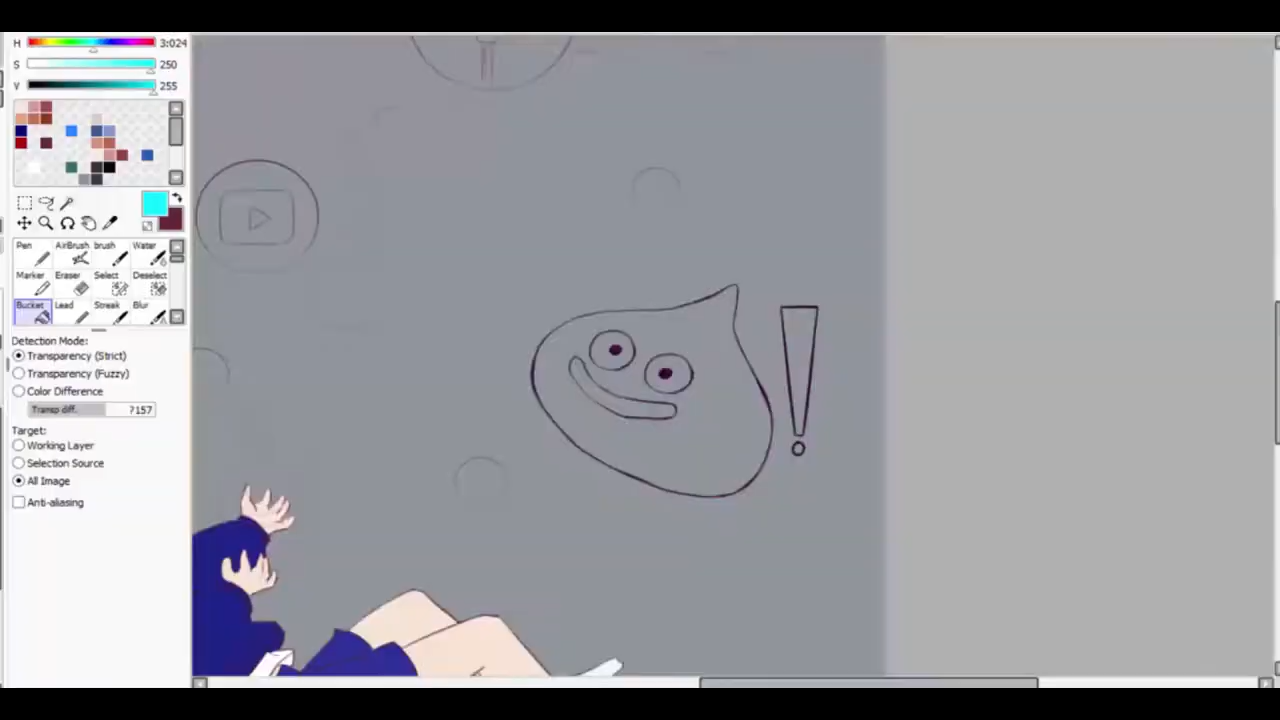 H 3:024
S 250
V 255
Pen AirBrush brush Water
Marker Eraser Select Deselect
Bucket Lead Streak Blur
Detection Mode:
Transparency (Strict)
Transparency (Fuzzy)
Color Difference
Transp diff. ?157
Target:
Working Layer
Selection Source
All Image
Anti-aliasing
!